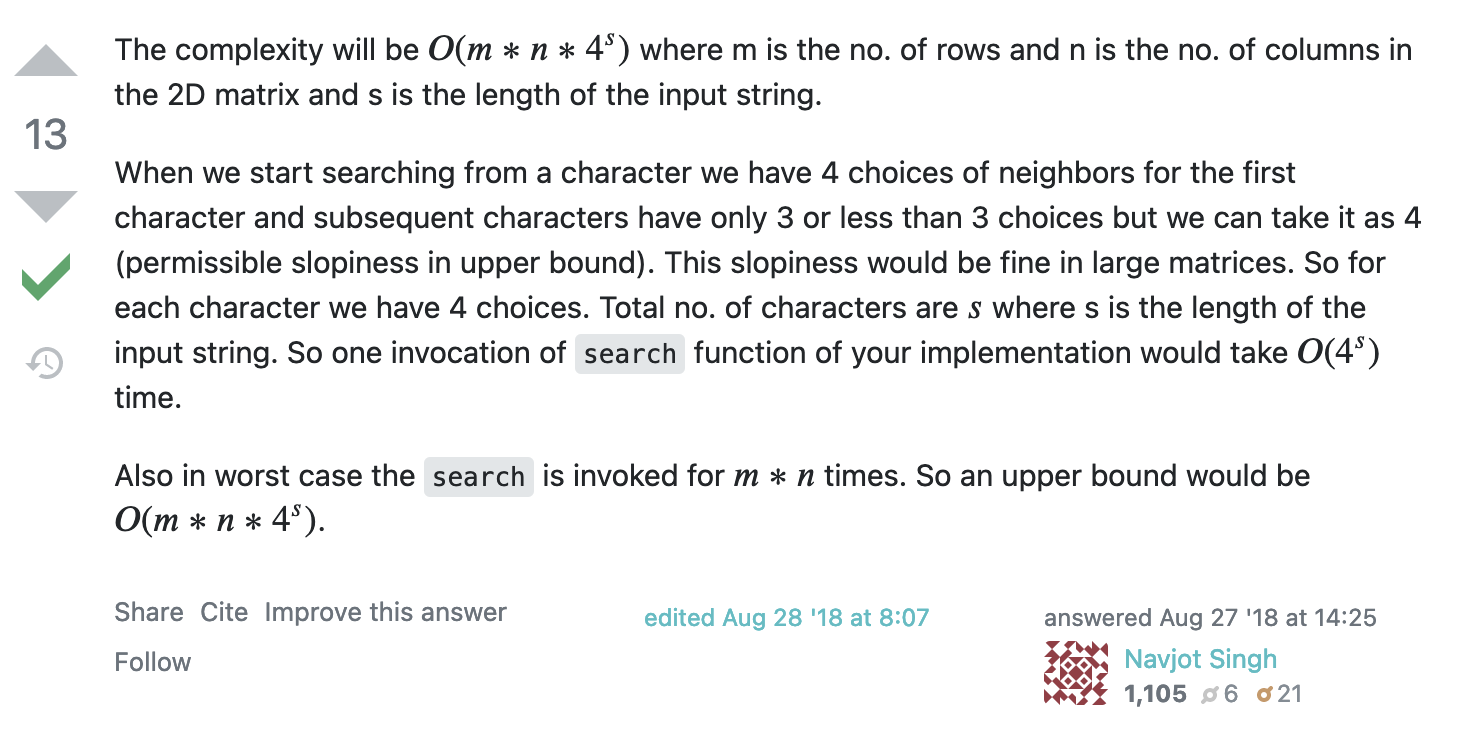 The complexity will be O(m ∗ n ∗ 4^s) where m is the no. of rows and n is the no. of columns in
the 2D matrix and s is the length of the input string.
13
When we start searching from a character we have 4 choices of neighbors for the first
character and subsequent characters have only 3 or less than 3 choices but we can take it as 4
(permissible slopiness in upper bound). This slopiness would be fine in large matrices. So for
each character we have 4 choices. Total no. of characters are s where s is the length of the
input string. So one invocation of search function of your implementation would take O(4^s)
time.
Also in worst case the search is invoked for m ∗ n times. So an upper bound would be
O(m ∗ n ∗ 4^s).
Share Cite Improve this answer
Follow
edited Aug 28 '18 at 8:07
answered Aug 27 '18 at 14:25
Navjot Singh
1,105 6 21